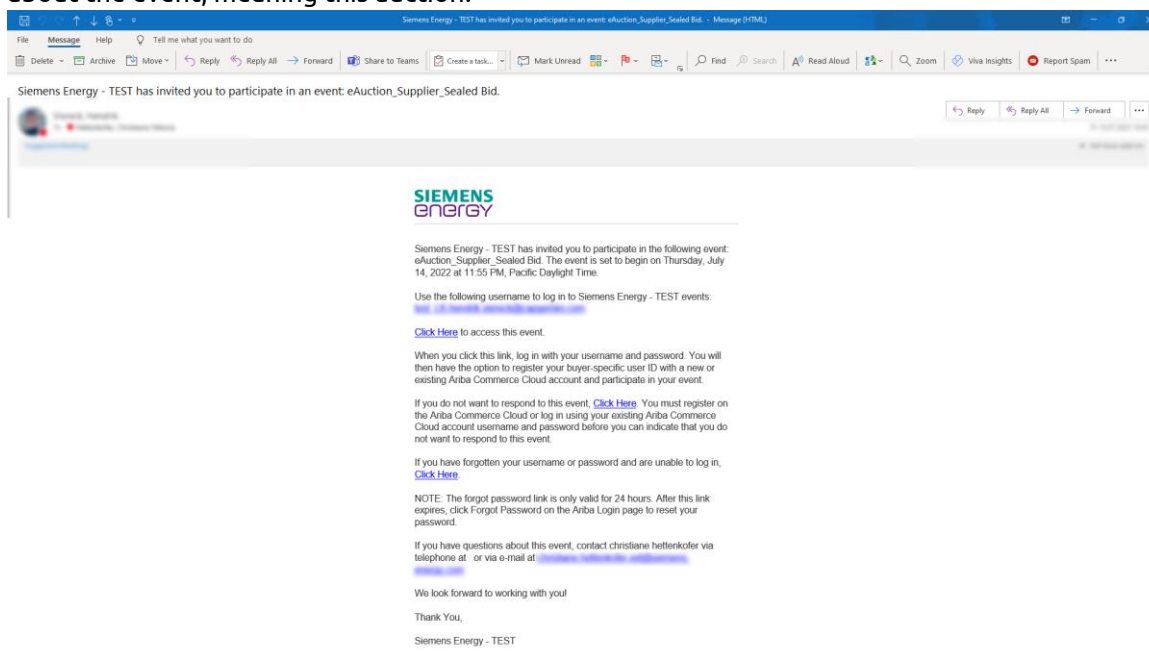 about the event, meaning this auction.
Siemens Energy - TEST has invited you to participate in an event: eAuction_Supplier_Sealed Bid. - Message (HTML)
File Message Help Tell me what you want to do
Delete Archive Move Reply Reply All Forward Share to Teams Create a task... Mark Unread Find Search Read Aloud Zoom Viva Insights Report Spam ...
Siemens Energy - TEST has invited you to participate in an event: eAuction_Supplier_Sealed Bid.
Reply Reply All Forward ...
SIEMENS
energy
Siemens Energy - TEST has invited you to participate in the following event:
eAuction_Supplier_Sealed Bid. The event is set to begin on Thursday, July
14, 2022 at 11:55 PM, Pacific Daylight Time.
Use the following username to log in to Siemens Energy - TEST events:
Click Here to access this event.
When you click this link, log in with your username and password. You will
then have the option to register your buyer-specific user ID with a new or
existing Ariba Commerce Cloud account and participate in your event.
If you do not want to respond to this event, Click Here. You must register on
the Ariba Commerce Cloud or log in using your existing Ariba Commerce
Cloud account username and password before you can indicate that you do
not want to respond to this event.
If you have forgotten your username or password and are unable to log in,
Click Here.
NOTE: The forgot password link is only valid for 24 hours. After this link
expires, click Forgot Password on the Ariba Login page to reset your
password.
If you have questions about this event, contact christiane hettenkofer via
telephone at or via e-mail at
We look forward to working with you!
Thank You,
Siemens Energy - TEST